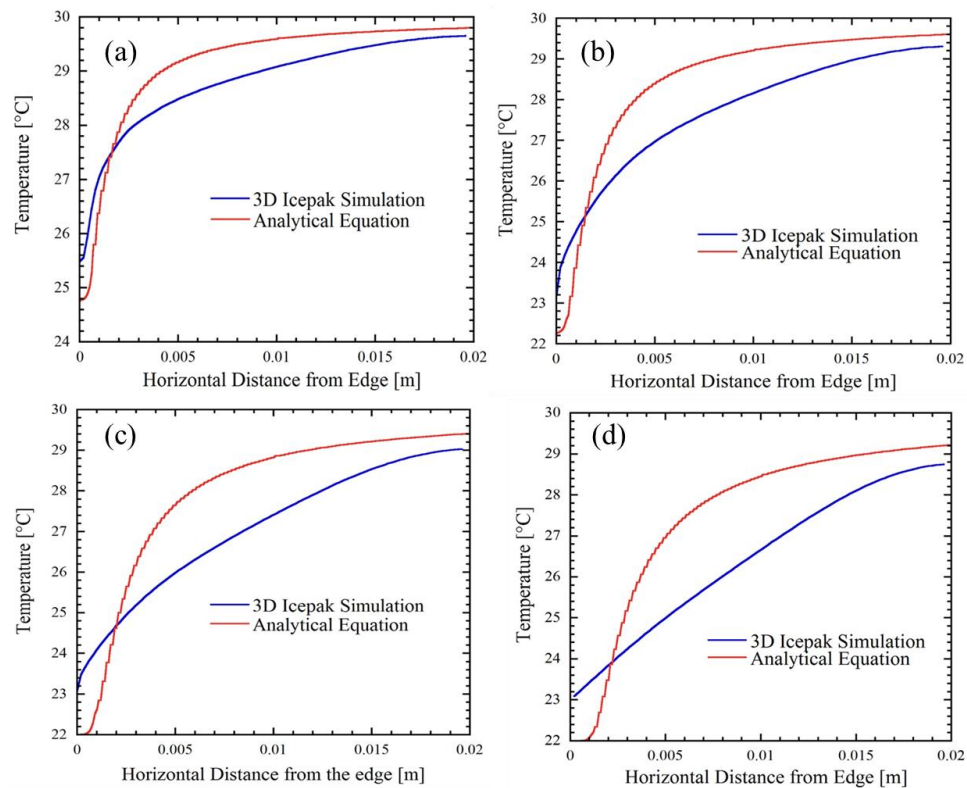 (a)
30
29
28
27
26
25
24
Temperature [°C]
3D Icepak Simulation
Analytical Equation
0
0.005
0.01
0.015
0.02
Horizontal Distance from Edge [m]
(b)
30
29
28
27
26
25
24
23
22
Temperature [°C]
3D Icepak Simulation
Analytical Equation
0
0.005
0.01
0.015
0.02
Horizontal Distance from Edge [m]
(c)
30
29
28
27
26
25
24
23
22
Temperature [°C]
3D Icepak Simulation
Analytical Equation
0
0.005
0.01
0.015
0.02
Horizontal Distance from the edge [m]
(d)
30
29
28
27
26
25
24
23
22
Temperature [°C]
3D Icepak Simulation
Analytical Equation
0
0.005
0.01
0.015
0.02
Horizontal Distance from Edge [m]